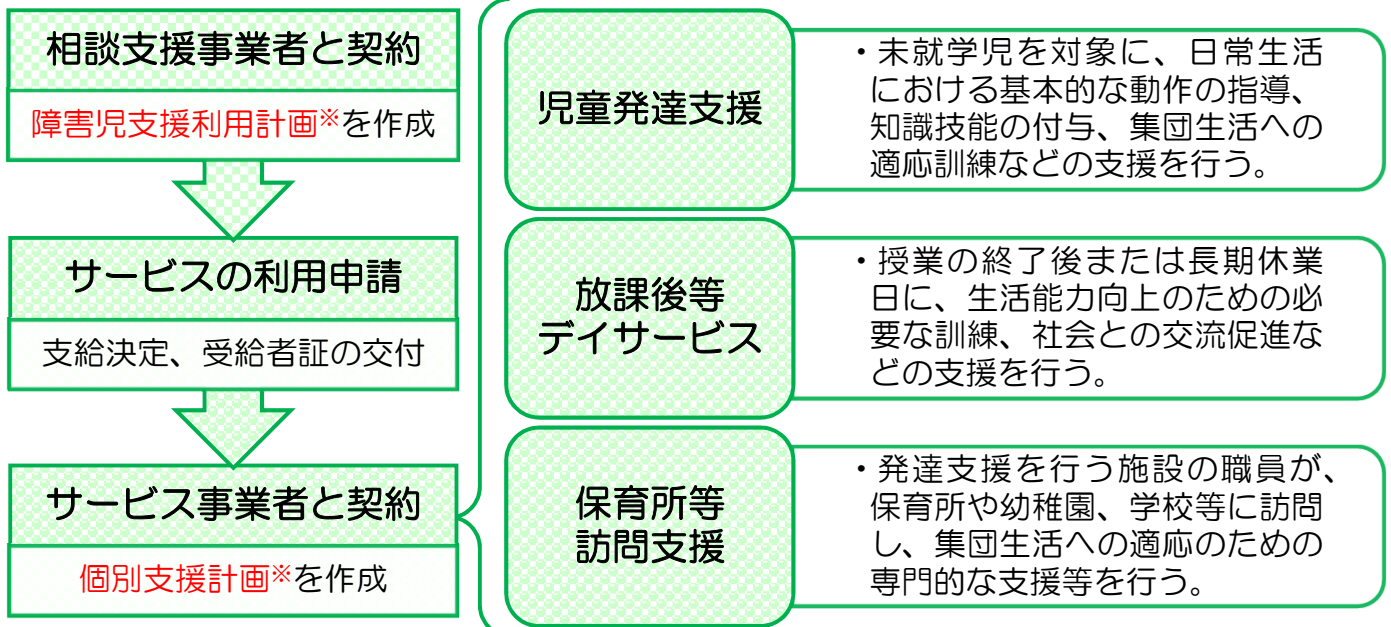 相談支援事業者と契約
障害児支援利用計画※を作成
サービスの利用申請
支給決定、受給者証の交付
サービス事業者と契約
個別支援計画※を作成
児童発達支援
・未就学児を対象に、日常生活
における基本的な動作の指導、
知識技能の付与、集団生活への
適応訓練などの支援を行う。
放課後等
デイサービス
・授業の終了後または長期休業
日に、生活能力向上のための必
要な訓練、社会との交流促進な
どの支援を行う。
保育所等
訪問支援
・発達支援を行う施設の職員が、
保育所や幼稚園、学校等に訪問
し、集団生活への適応のための
専門的な支援等を行う。